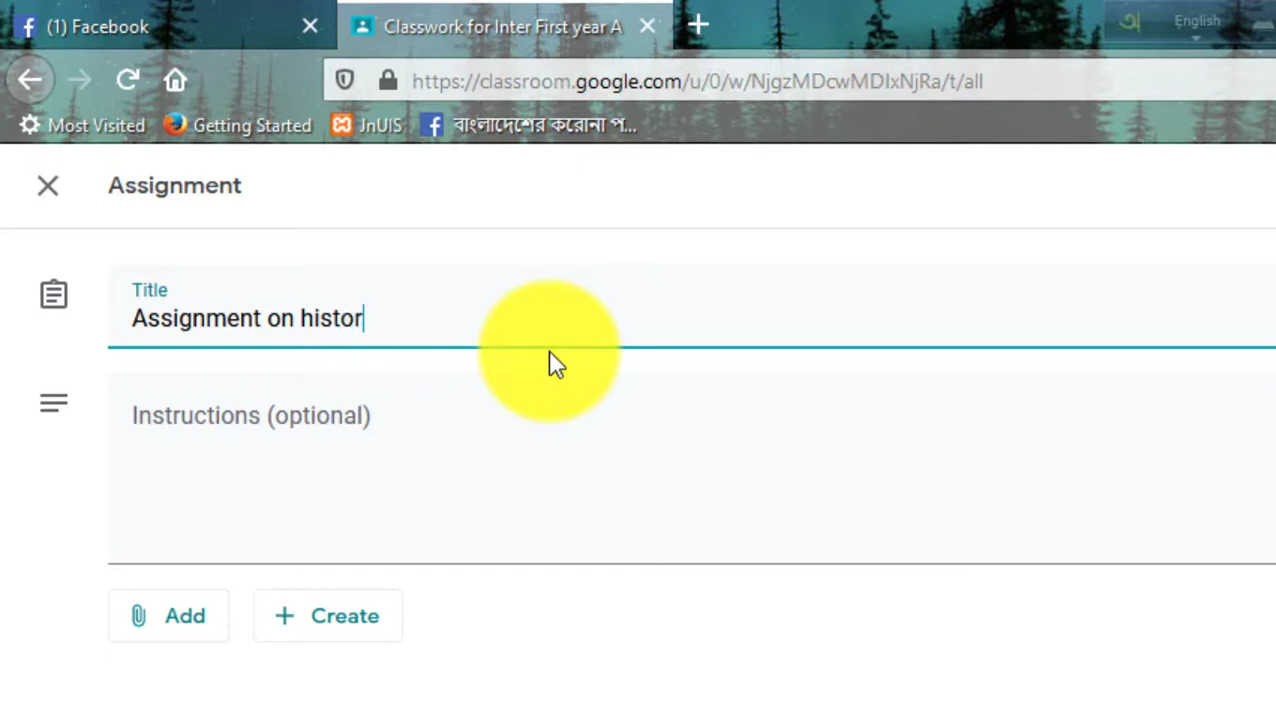 (1) Facebook
Classwork for Inter First year A
অ English
https://classroom.google.com/u/0/w/NjgzMDcwMDIxNjRa/t/all
Most Visited Getting Started JnUIS বাংলাদেশের করোনা প...
Assignment
Title
Assignment on histor
Instructions (optional)
Add Create